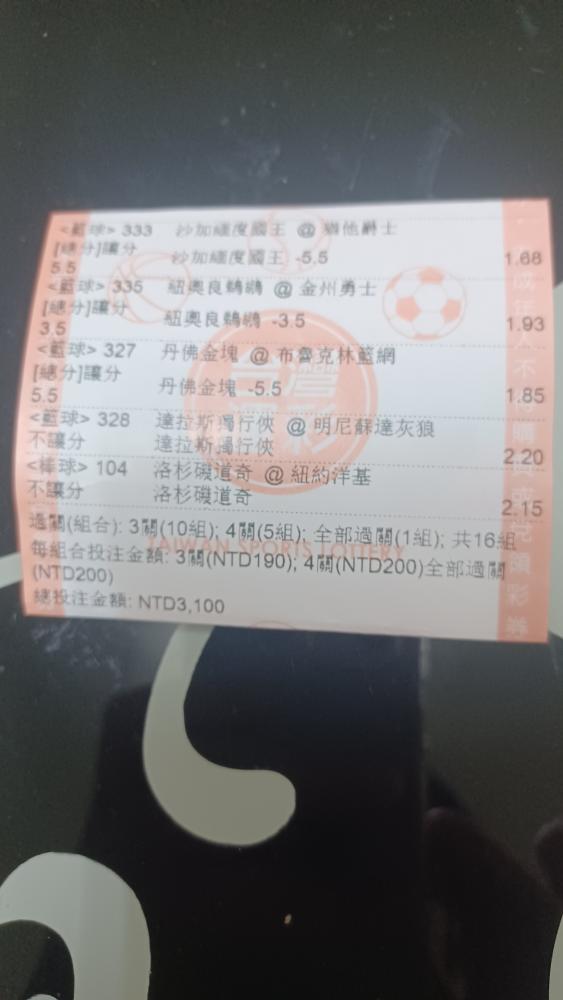 <籃球> 333 沙加緬度國王 @ 猶他爵士
[總分]讓分 沙加緬度國王 -5.5 1.68
5.5
<籃球> 335 紐奧良鵜鶘 @ 金州勇士
[總分]讓分 紐奧良鵜鶘 -3.5 1.93
3.5
<籃球> 327 丹佛金塊 @ 布魯克林籃網
[總分]讓分 丹佛金塊 -5.5 1.85
5.5
<籃球> 328 達拉斯獨行俠 @ 明尼蘇達灰狼
不讓分 達拉斯獨行俠 2.20
<棒球> 104 洛杉磯道奇 @ 紐約洋基
不讓分 洛杉磯道奇 2.15
過關(組合): 3關(10組); 4關(5組); 全部過關(1組); 共16組
每組合投注金額: 3關(NTD190); 4關(NTD200)全部過關
(NTD200)
總投注金額: NTD3,100
台灣
運彩
TAIWAN SPORTS LOTTERY